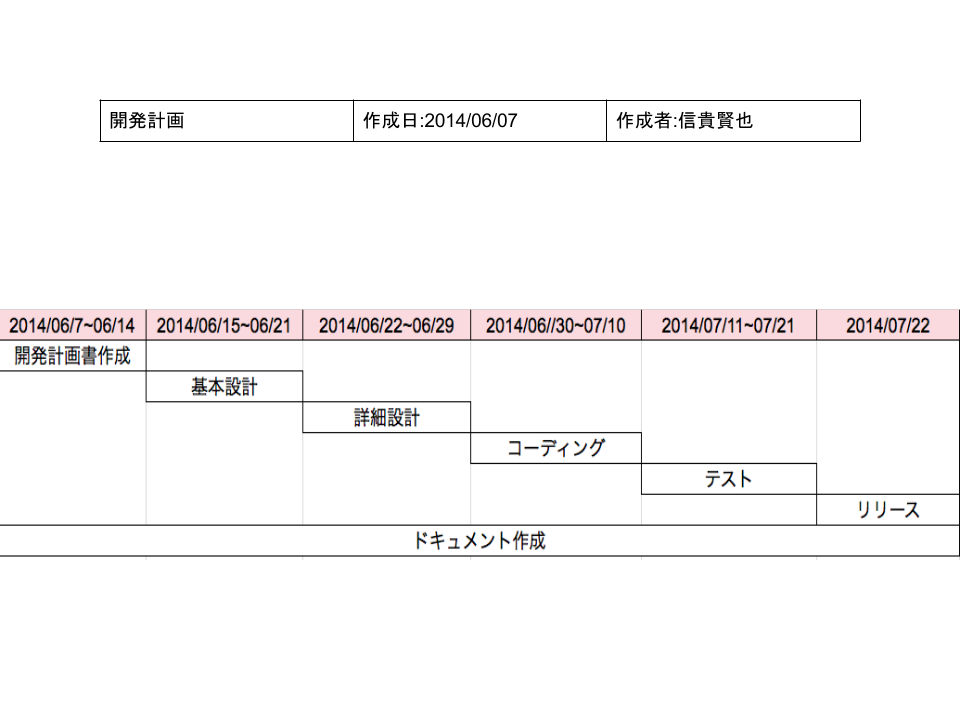 開発計画 作成日:2014/06/07 作成者:信貴賢也
2014/06/7~06/14 2014/06/15~06/21 2014/06/22~06/29 2014/06//30~07/10 2014/07/11~07/21 2014/07/22
開発計画書作成
基本設計
詳細設計
コーディング
テスト
リリース
ドキュメント作成